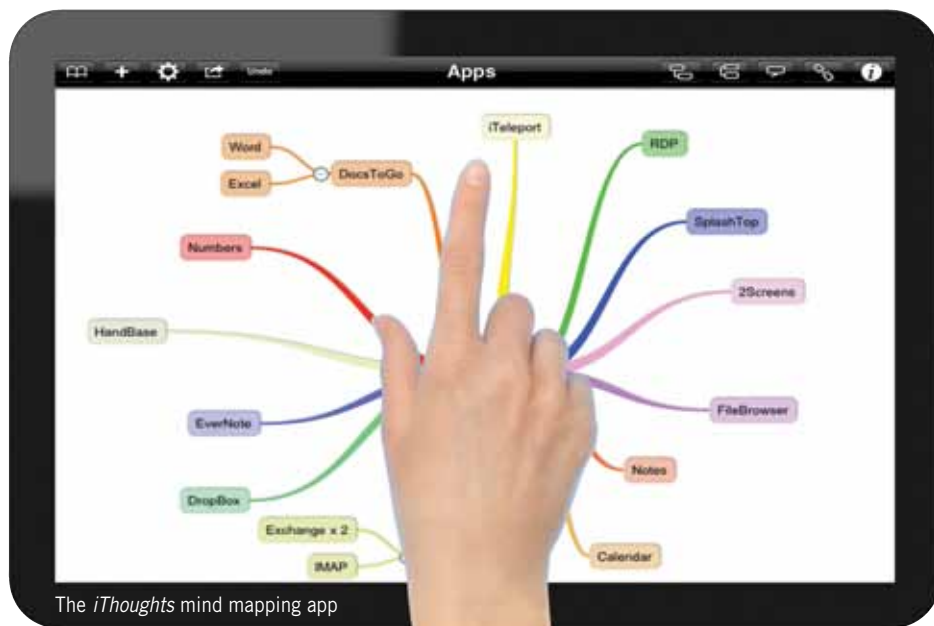 Undo
Apps
iTeleport
RDP
Word
DocsToGo
Excel
SplashTop
Numbers
2Screens
HandBase
FileBrowser
EverNote
Notes
DropBox
Exchange x 2
Calendar
IMAP
The iThoughts mind mapping app